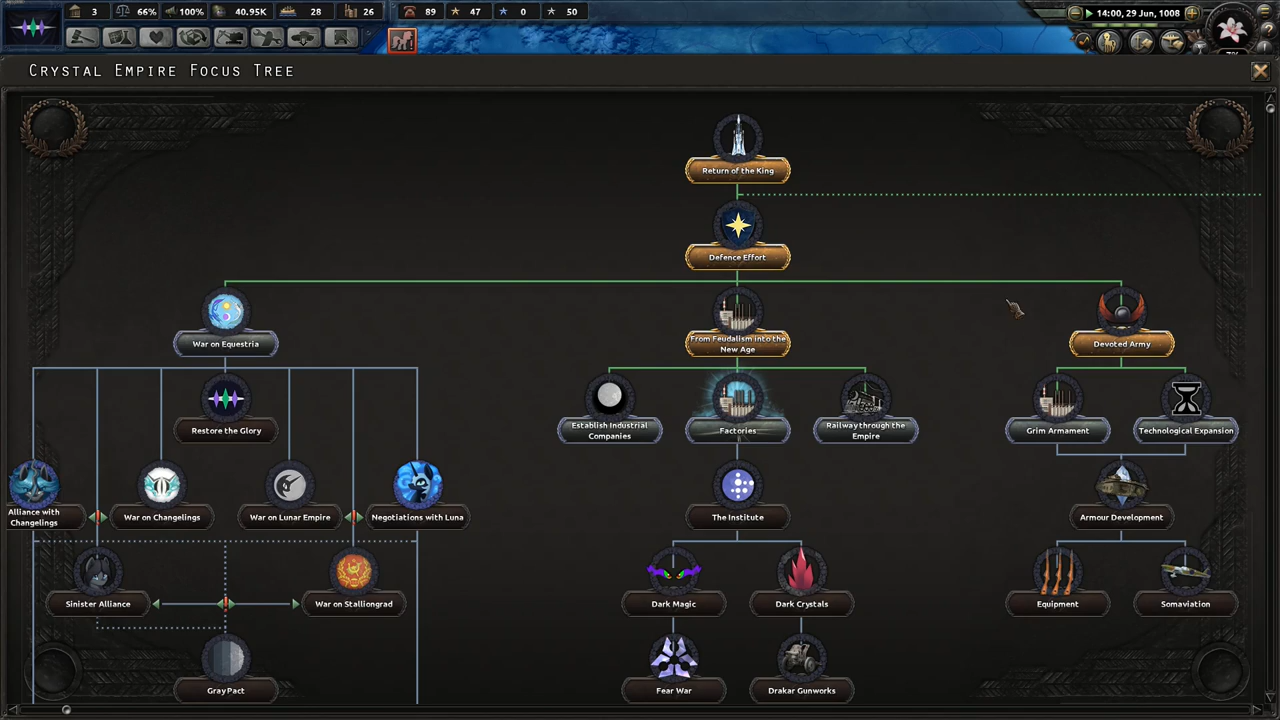 3 66% 100% 40.95K 28 26 89 47 0 50
14:00, 29 Jun, 1008
Crystal Empire Focus Tree
Return of the King
Defence Effort
War on Equestria
From Feudalism into the
New Age
Devoted Army
Restore the Glory
Establish Industrial
Companies
Factories
Railway through the
Empire
Grim Armament
Technological Expansion
Alliance with
Changelings
War on Changelings
War on Lunar Empire
Negotiations with Luna
The Institute
Armour Development
Sinister Alliance
War on Stalliongrad
Dark Magic
Dark Crystals
Equipment
Somaviation
Gray Pact
Fear War
Drakar Gunworks